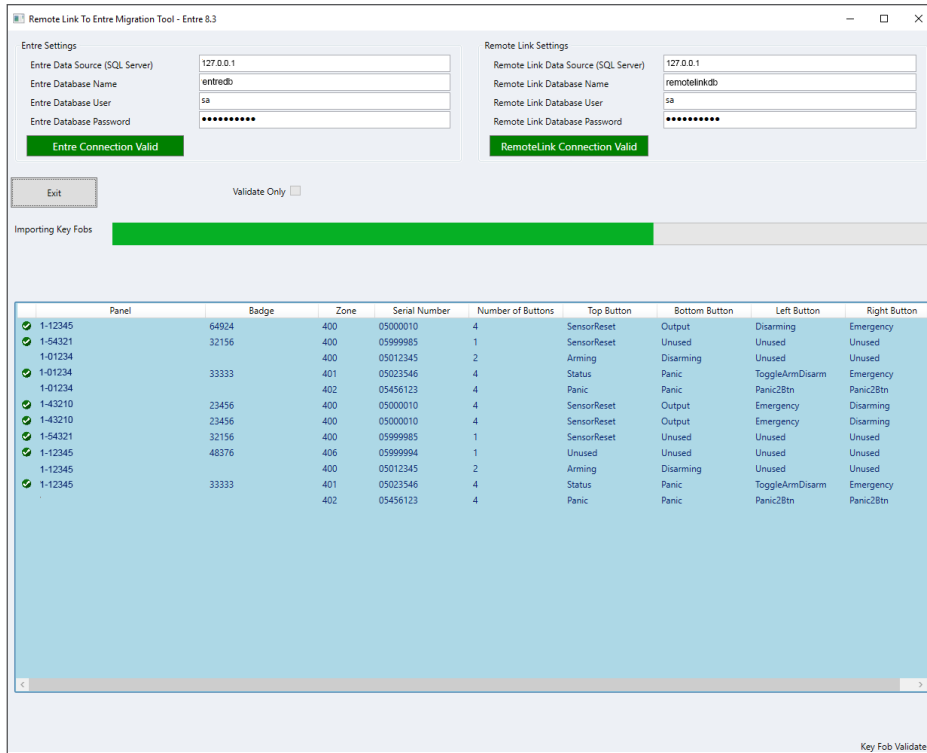 Remote Link To Entre Migration Tool - Entre 8.3
Entre Settings
Entre Data Source (SQL Server) 127.0.0.1
Entre Database Name entredb
Entre Database User sa
Entre Database Password ●●●●●●●●●●
Entre Connection Valid
Remote Link Settings
Remote Link Data Source (SQL Server) 127.0.0.1
Remote Link Database Name remotelinkdb
Remote Link Database User sa
Remote Link Database Password ●●●●●●●●●●
RemoteLink Connection Valid
Exit Validate Only
Importing Key Fobs
Panel Badge Zone Serial Number Number of Buttons Top Button Bottom Button Left Button Right Button
1-12345 64924 400 05000010 4 SensorReset Output Disarming Emergency
1-54321 32156 400 05999985 1 SensorReset Unused Unused Unused
1-01234 400 05012345 2 Arming Disarming Unused Unused
1-01234 33333 401 05023546 4 Status Panic ToggleArmDisarm Emergency
1-01234 402 05456123 4 Panic Panic Panic2Btn Panic2Btn
1-43210 23456 400 05000010 4 SensorReset Output Emergency Disarming
1-43210 23456 400 05000010 4 SensorReset Output Emergency Disarming
1-54321 32156 400 05999985 1 SensorReset Unused Unused Unused
1-12345 48376 406 05999994 1 Unused Unused Unused Unused
1-12345 400 05012345 2 Arming Disarming Unused Unused
1-12345 33333 401 05023546 4 Status Panic ToggleArmDisarm Emergency
402 05456123 4 Panic Panic Panic2Btn Panic2Btn
Key Fob Validate